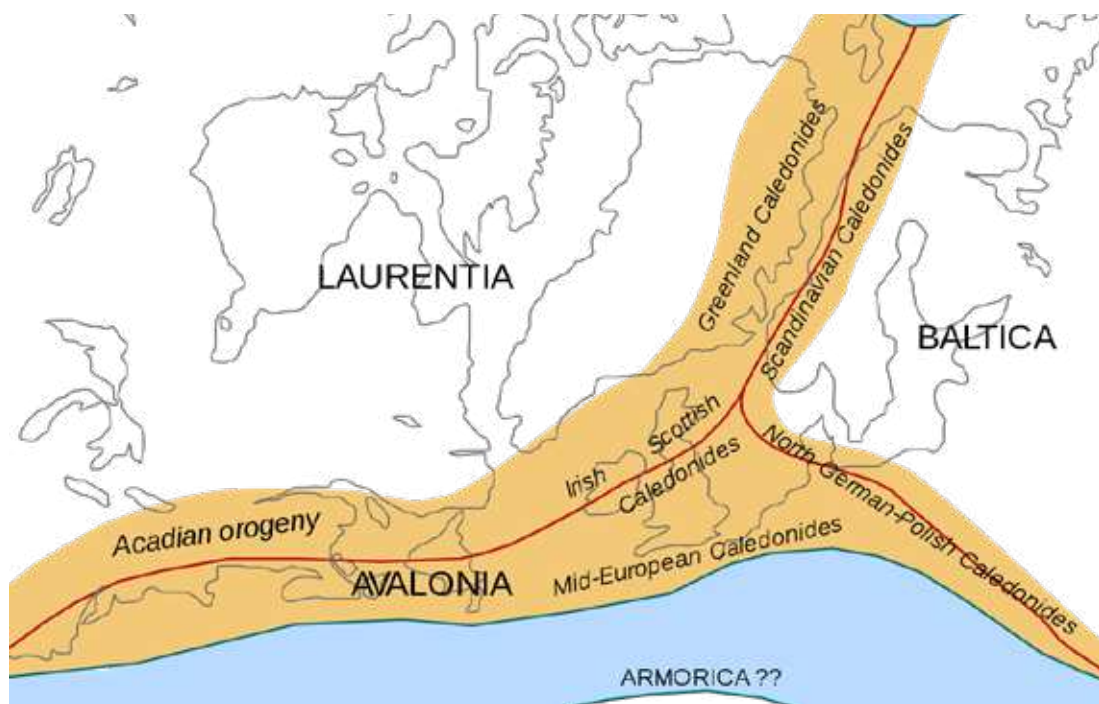 Greenland Caledonides
Scandinavian Caledonides
LAURENTIA
BALTICA
Scottish
Irish
Caledonides
North German-Polish Caledonides
Acadian orogeny
AVALONIA
Mid-European Caledonides
ARMORICA ??